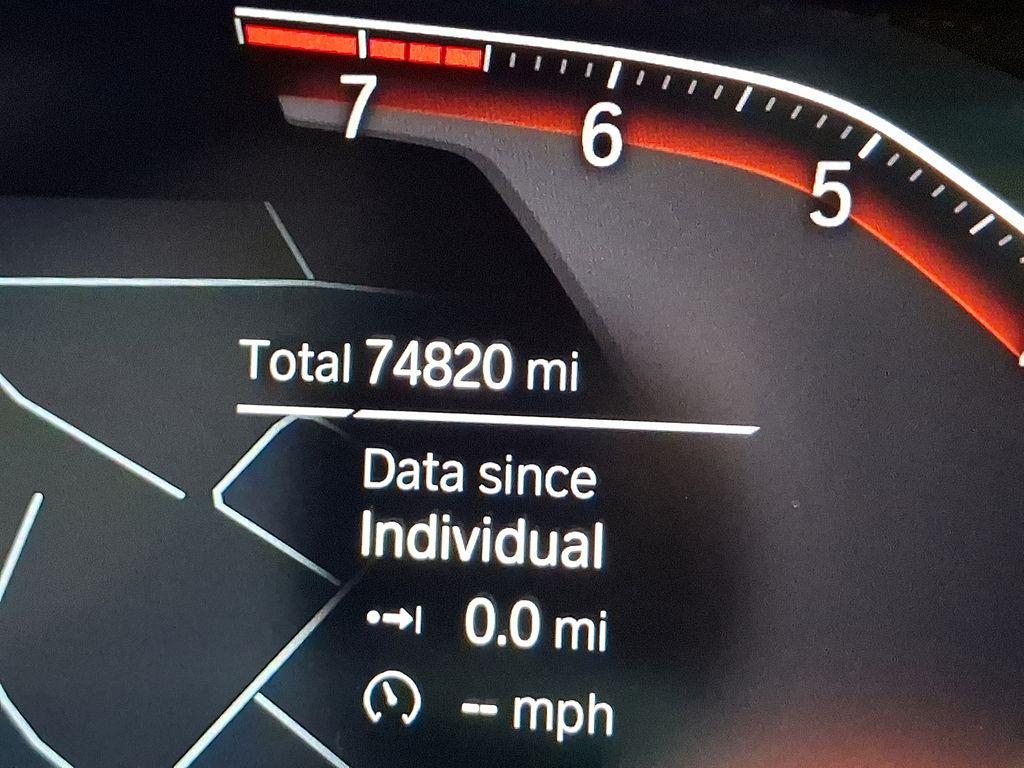 7
6
5
Total 74820 mi
Data since
Individual
0.0 mi
-- mph